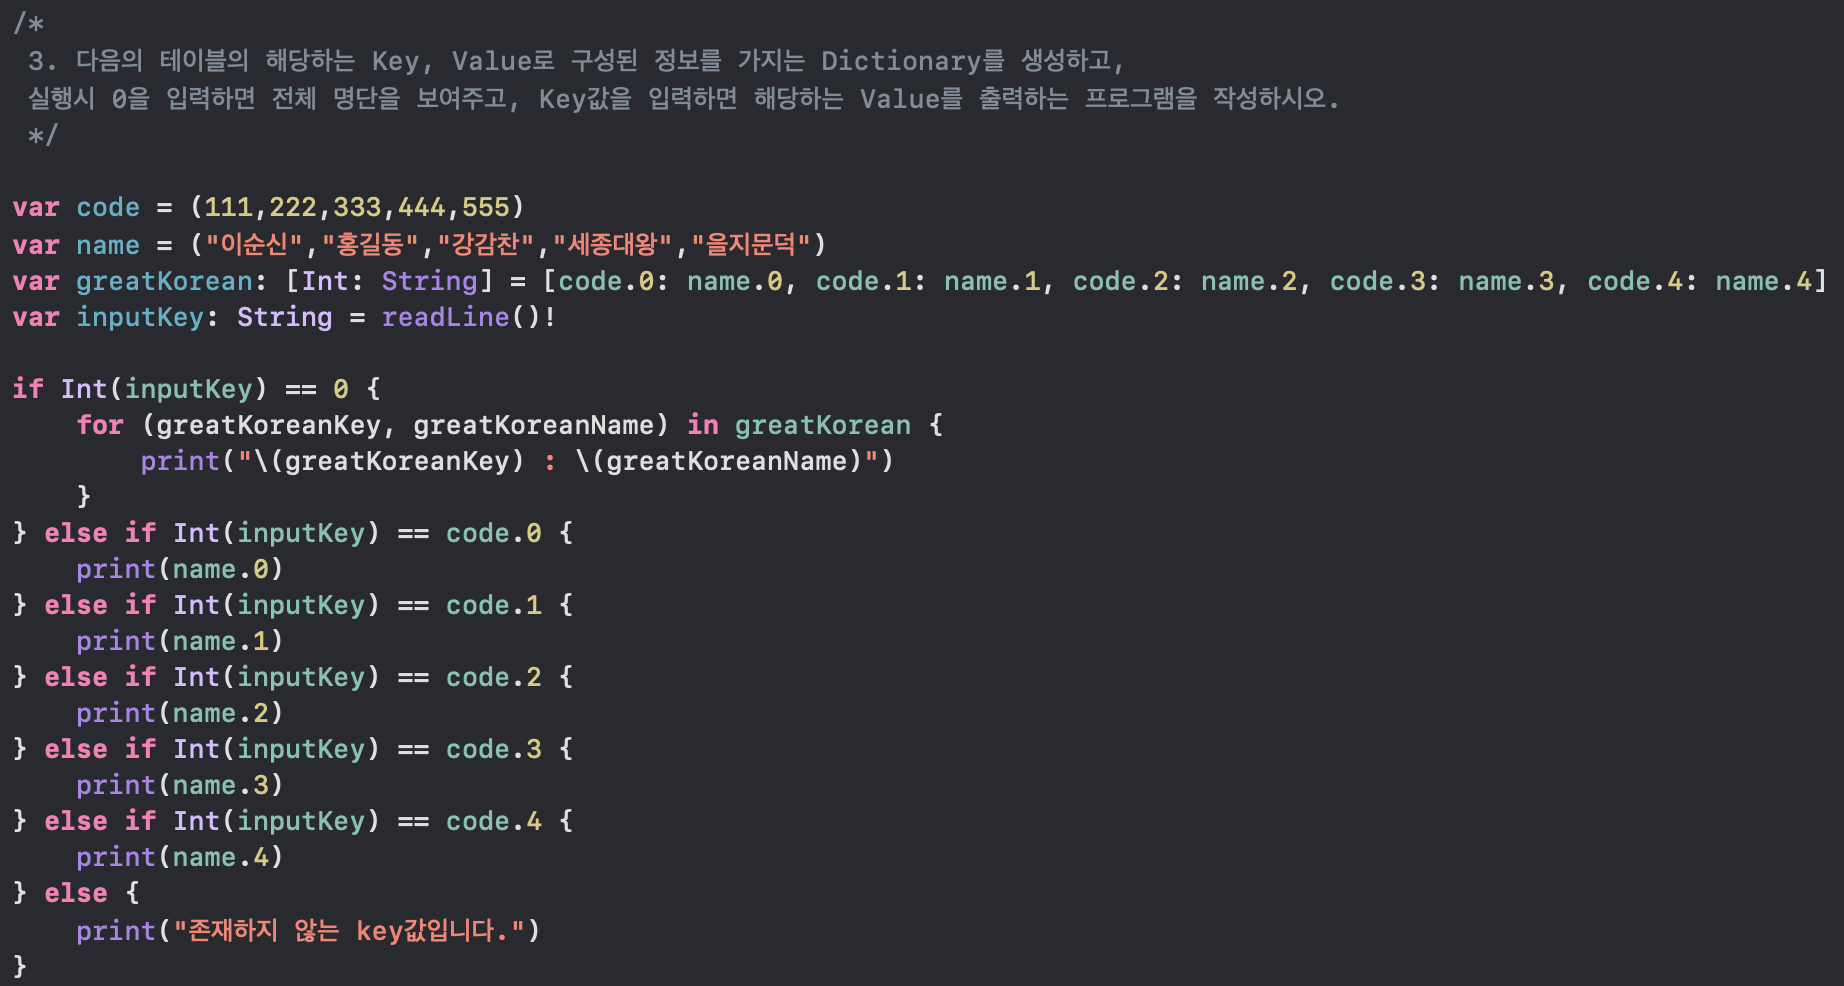 /*
 3. 다음의 테이블의 해당하는 Key, Value로 구성된 정보를 가지는 Dictionary를 생성하고,
 실행시 0을 입력하면 전체 명단을 보여주고, Key값을 입력하면 해당하는 Value를 출력하는 프로그램을 작성하시오.
 */

var code = (111,222,333,444,555)
var name = ("이순신","홍길동","강감찬","세종대왕","을지문덕")
var greatKorean: [Int: String] = [code.0: name.0, code.1: name.1, code.2: name.2, code.3: name.3, code.4: name.4]
var inputKey: String = readLine()!

if Int(inputKey) == 0 {
    for (greatKoreanKey, greatKoreanName) in greatKorean {
        print("\(greatKoreanKey) : \(greatKoreanName)")
    }
} else if Int(inputKey) == code.0 {
    print(name.0)
} else if Int(inputKey) == code.1 {
    print(name.1)
} else if Int(inputKey) == code.2 {
    print(name.2)
} else if Int(inputKey) == code.3 {
    print(name.3)
} else if Int(inputKey) == code.4 {
    print(name.4)
} else {
    print("존재하지 않는 key값입니다.")
}